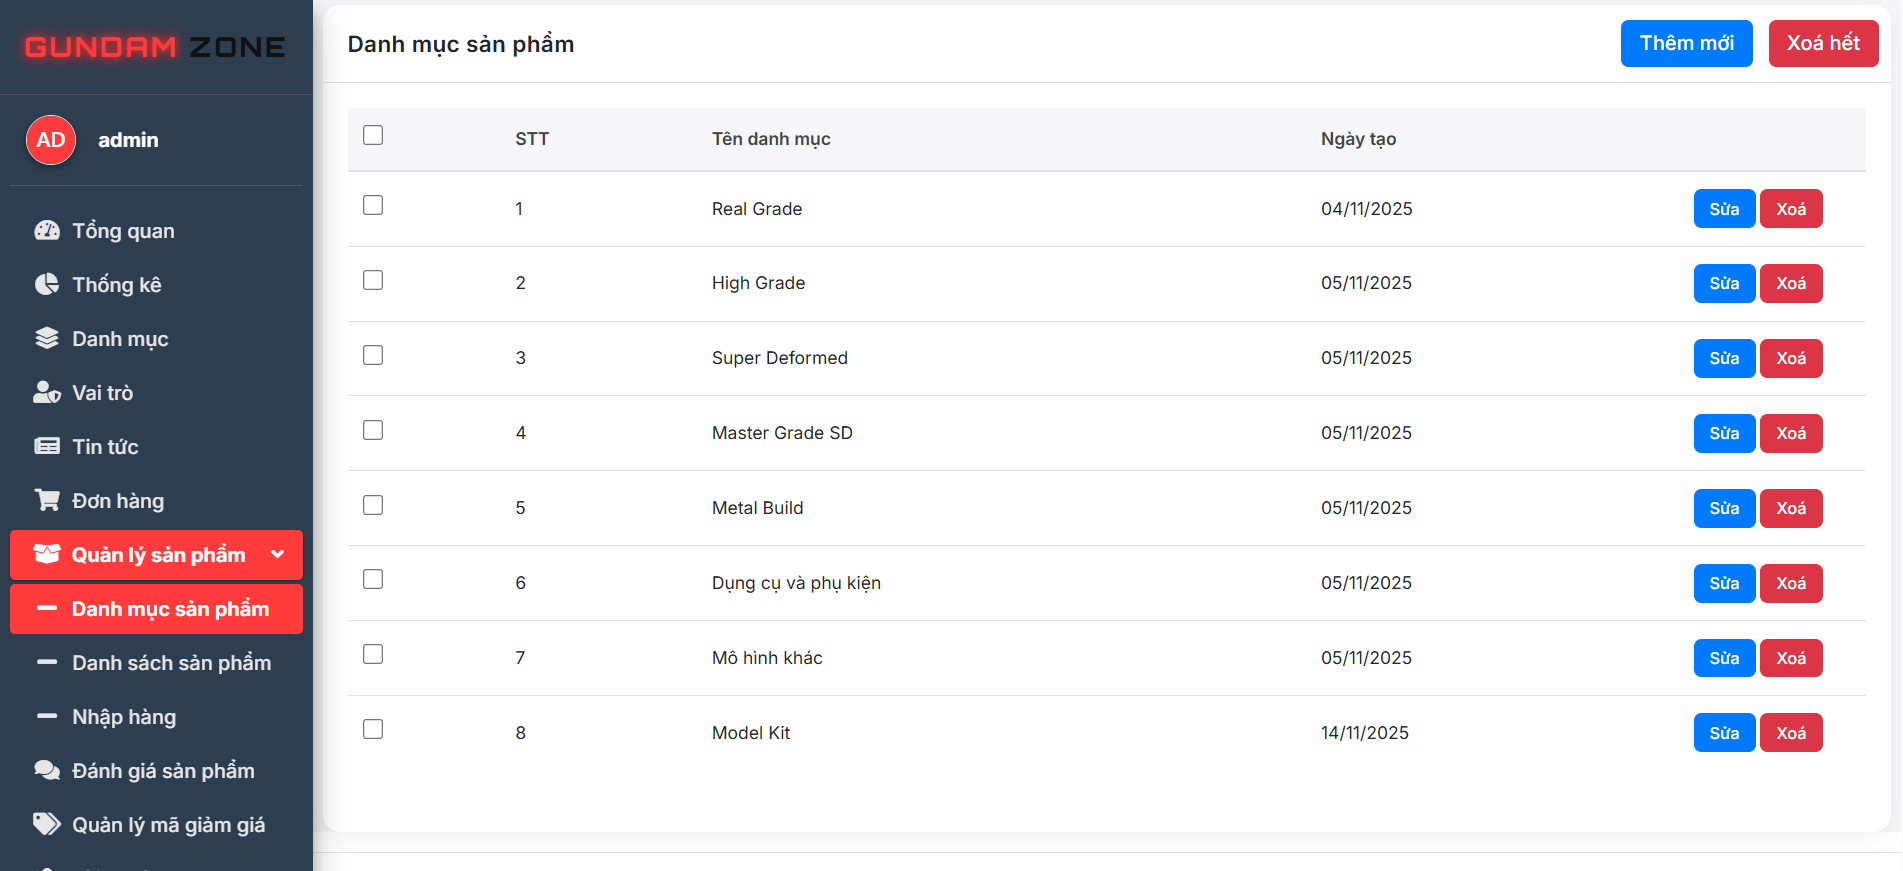 GUNDAM ZONE
AD admin
Tổng quan
Thống kê
Danh mục
Vai trò
Tin tức
Đơn hàng
Quản lý sản phẩm
Danh mục sản phẩm
Danh sách sản phẩm
Nhập hàng
Đánh giá sản phẩm
Quản lý mã giảm giá
Danh mục sản phẩm Thêm mới Xoá hết
STT Tên danh mục Ngày tạo
1 Real Grade 04/11/2025 Sửa Xoá
2 High Grade 05/11/2025 Sửa Xoá
3 Super Deformed 05/11/2025 Sửa Xoá
4 Master Grade SD 05/11/2025 Sửa Xoá
5 Metal Build 05/11/2025 Sửa Xoá
6 Dụng cụ và phụ kiện 05/11/2025 Sửa Xoá
7 Mô hình khác 05/11/2025 Sửa Xoá
8 Model Kit 14/11/2025 Sửa Xoá